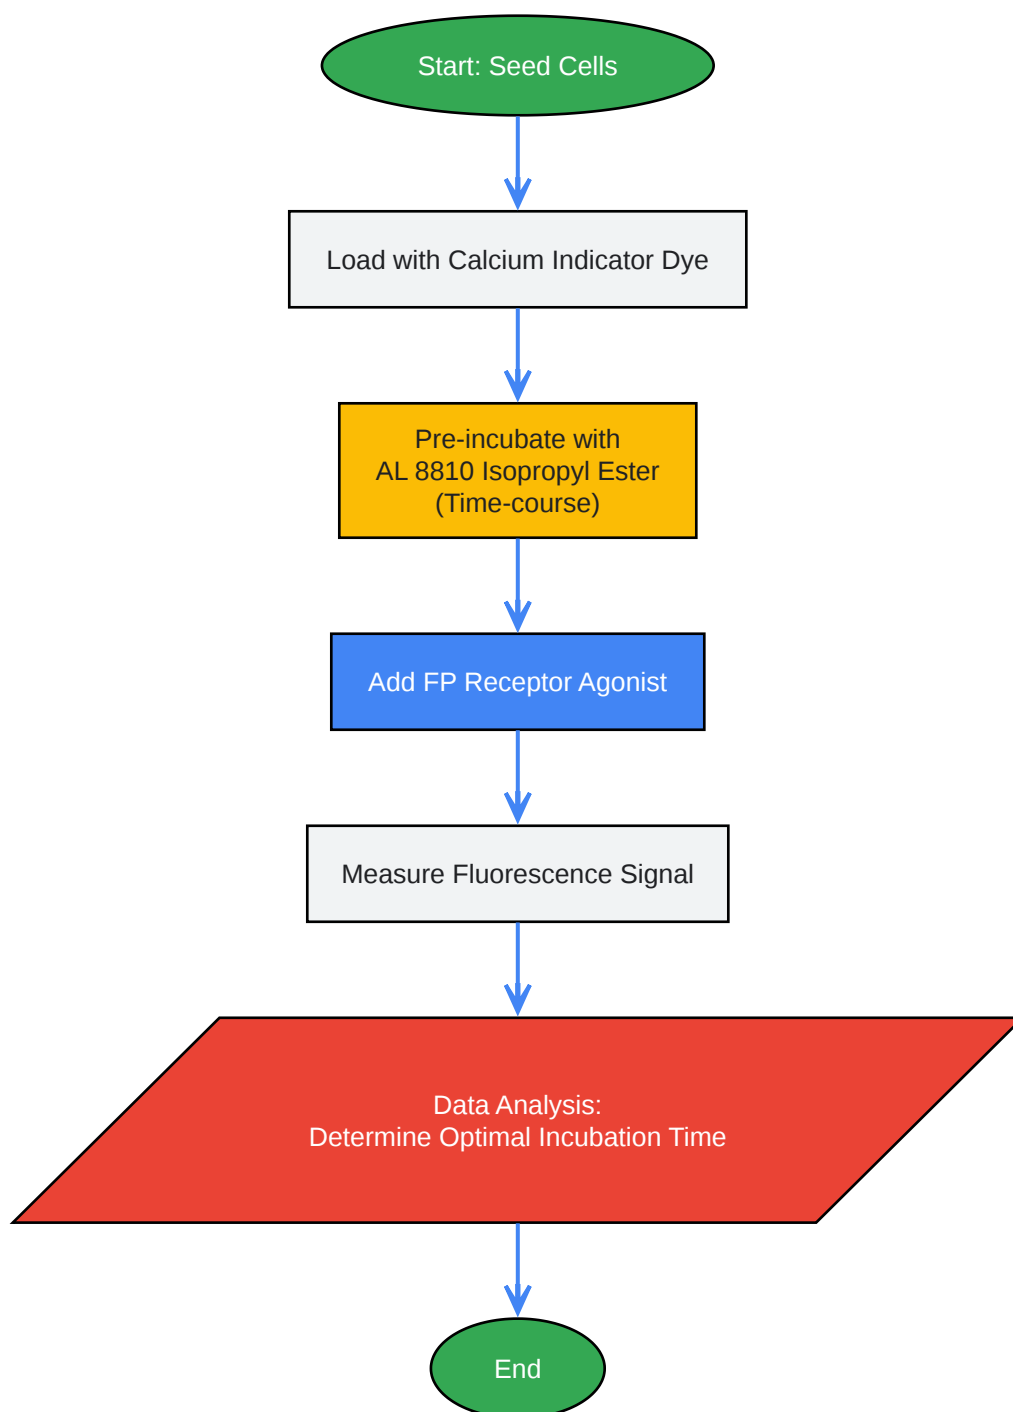 Start: Seed Cells
Load with Calcium Indicator Dye
Pre-incubate with
AL 8810 Isopropyl Ester
(Time-course)
Add FP Receptor Agonist
Measure Fluorescence Signal
Data Analysis:
Determine Optimal Incubation Time
End